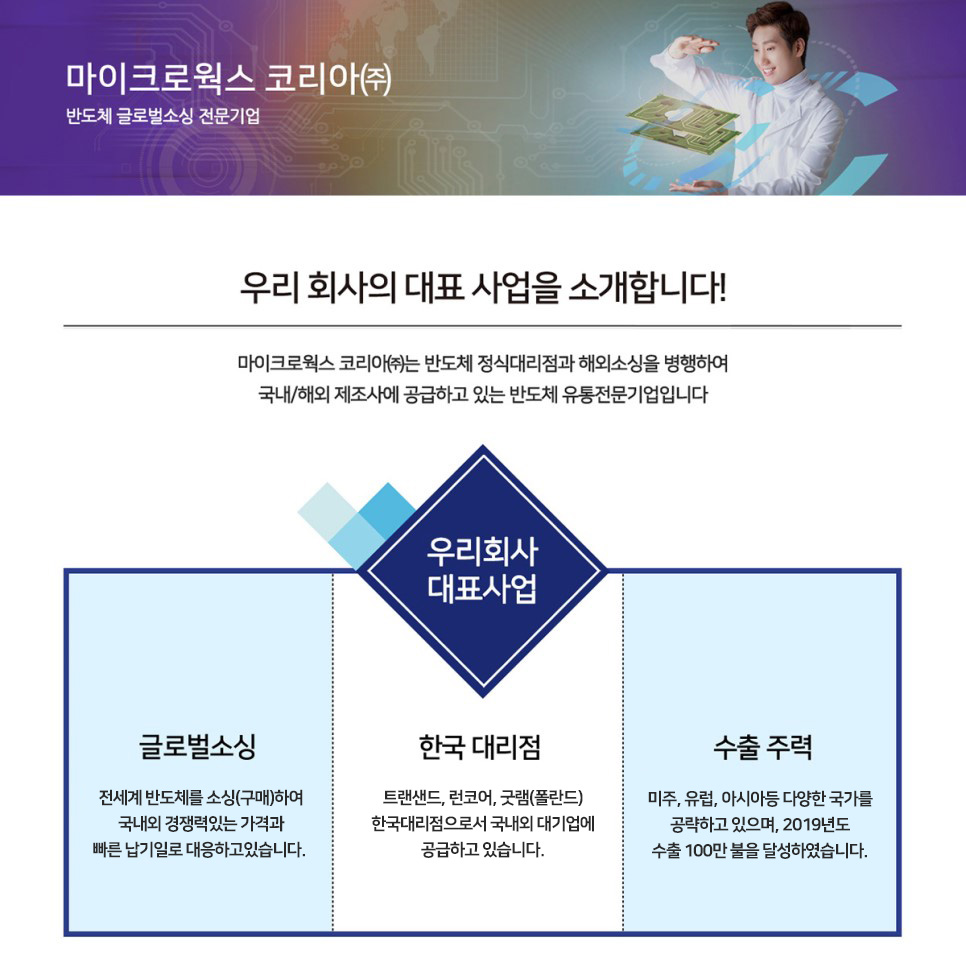 마이크로웍스 코리아㈜
반도체 글로벌소싱 전문기업
우리 회사의 대표 사업을 소개합니다!
마이크로웍스 코리아㈜는 반도체 정식대리점과 해외소싱을 병행하여
국내/해외 제조사에 공급하고 있는 반도체 유통전문기업입니다
우리회사
대표사업
글로벌소싱
전세계 반도체를 소싱(구매)하여
국내외 경쟁력있는 가격과
빠른 납기일로 대응하고있습니다.
한국 대리점
트랜샌드, 런코어, 굿램(폴란드)
한국대리점으로서 국내외 대기업에
공급하고 있습니다.
수출 주력
미주, 유럽, 아시아등 다양한 국가를
공략하고 있으며, 2019년도
수출 100만 불을 달성하였습니다.